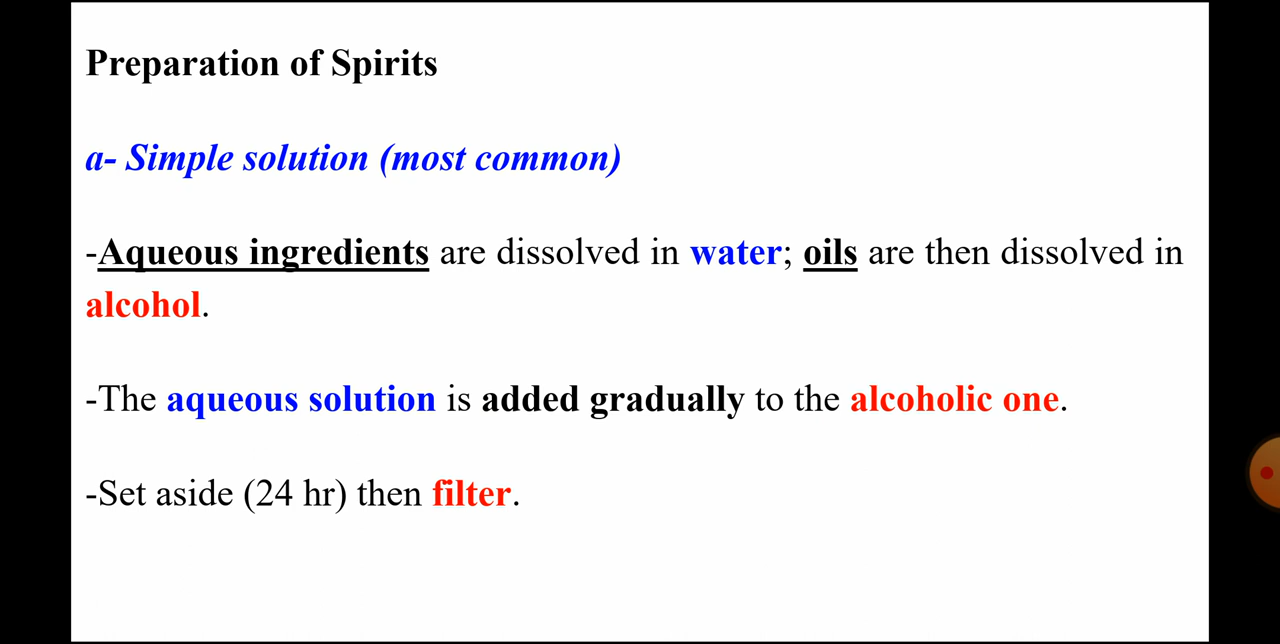 Preparation of Spirits
a- Simple solution (most common)
-Aqueous ingredients are dissolved in water; oils are then dissolved in
alcohol.
-The aqueous solution is added gradually to the alcoholic one.
-Set aside (24 hr) then filter.